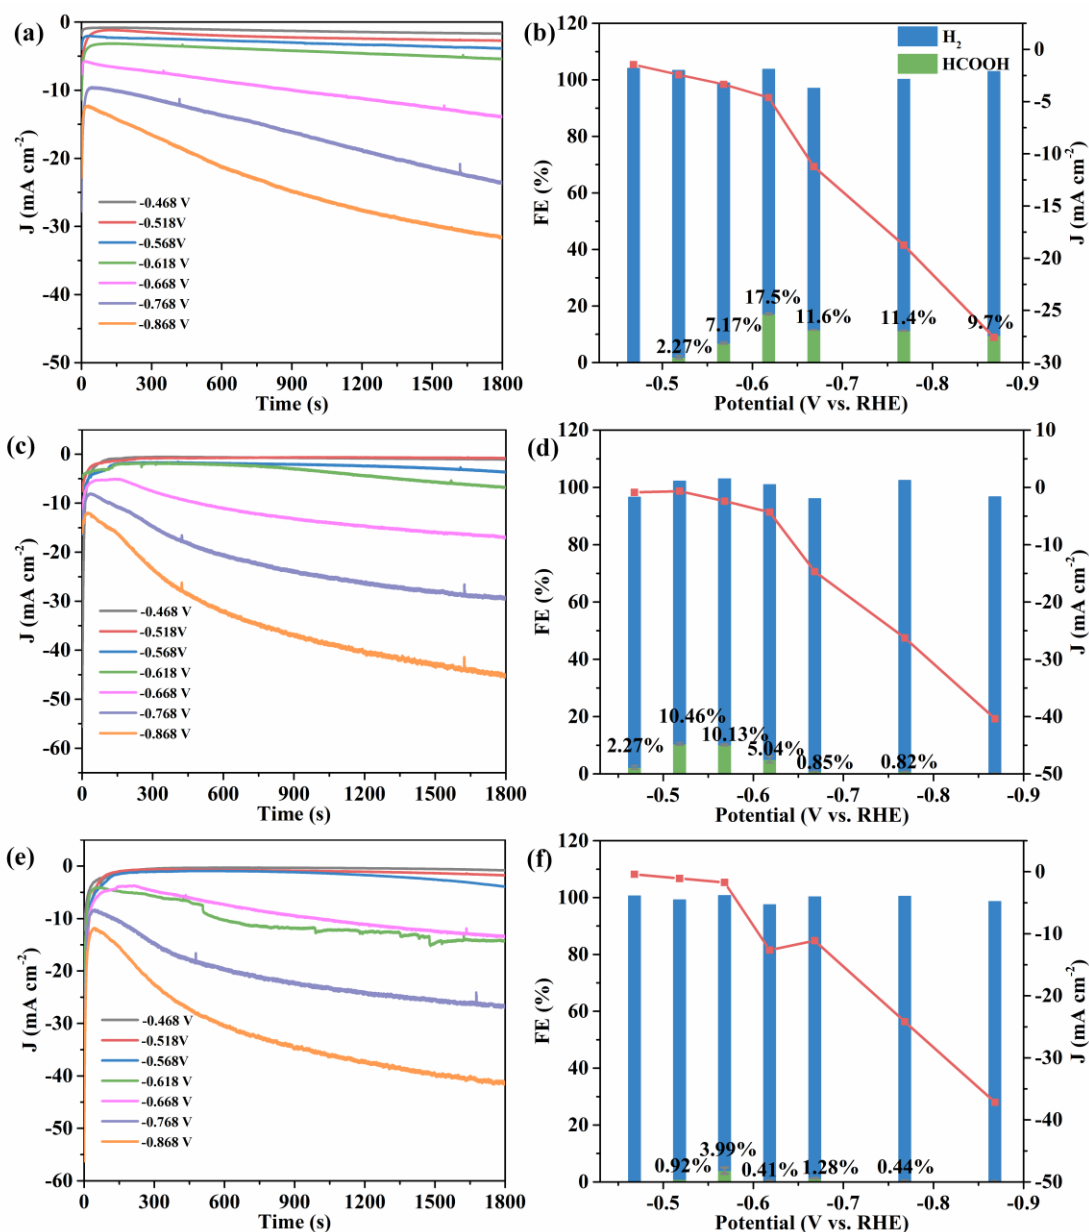 (a)
0
-10
-20
-30
-40
-50
J (mA cm-2)
-0.468 V
-0.518V
-0.568V
-0.618 V
-0.668 V
-0.768 V
-0.868 V
0 300 600 900 1200 1500 1800
Time (s)
(b)
120
100
80
60
40
20
0
FE (%)
H2
HCOOH
2.27%
7.17%
17.5%
11.6%
11.4%
9.7%
0
-5
-10
-15
-20
-25
-30
J (mA cm-2)
-0.5 -0.6 -0.7 -0.8 -0.9
Potential (V vs. RHE)
(c)
0
-10
-20
-30
-40
-50
-60
J (mA cm-2)
-0.468 V
-0.518V
-0.568V
-0.618 V
-0.668 V
-0.768 V
-0.868 V
0 300 600 900 1200 1500 1800
Time (s)
(d)
120
100
80
60
40
20
0
FE (%)
2.27%
10.46%
10.13%
5.04%
0.85%
0.82%
10
0
-10
-20
-30
-40
-50
J (mA cm-2)
-0.5 -0.6 -0.7 -0.8 -0.9
Potential (V vs. RHE)
(e)
0
-10
-20
-30
-40
-50
-60
J (mA cm-2)
-0.468 V
-0.518V
-0.568V
-0.618 V
-0.668 V
-0.768 V
-0.868 V
0 300 600 900 1200 1500 1800
Time (s)
(f)
120
100
80
60
40
20
0
FE (%)
0.92%
3.99%
0.41%
1.28%
0.44%
0
-10
-20
-30
-40
-50
J (mA cm-2)
-0.5 -0.6 -0.7 -0.8 -0.9
Potential (V vs. RHE)